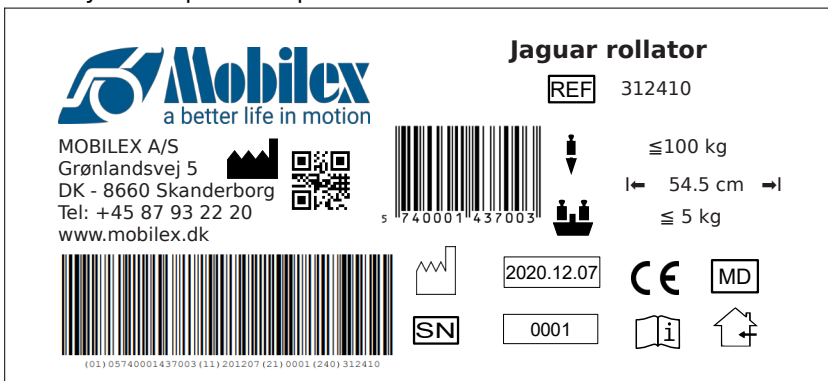 Mobilex
a better life in motion
MOBILEX A/S
Grønlandsvej 5
DK - 8660 Skanderborg
Tel: +45 87 93 22 20
www.mobilex.dk
(01)05740001437003(11)201207(21)0001(240)312410
Jaguar rollator
REF 312410
≦100 kg
54.5 cm
≦ 5 kg
5 740001 437003
2020.12.07
CE MD
SN 0001
i